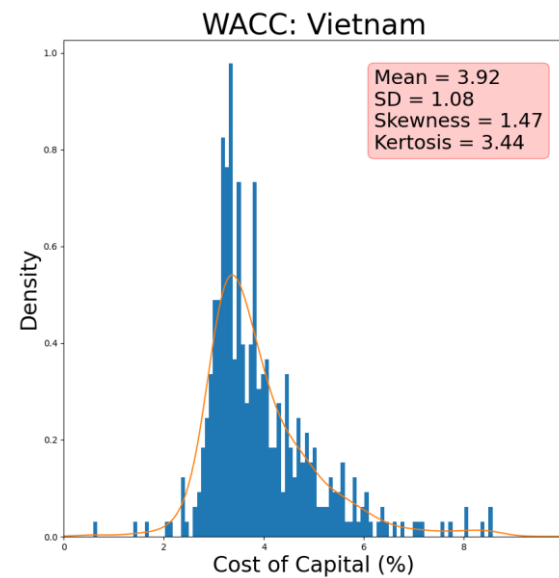 WACC: Vietnam
Mean = 3.92
SD = 1.08
Skewness = 1.47
Kertosis = 3.44
Density
1.0
0.8
0.6
0.4
0.2
0.0
0 2 4 6 8
Cost of Capital (%)